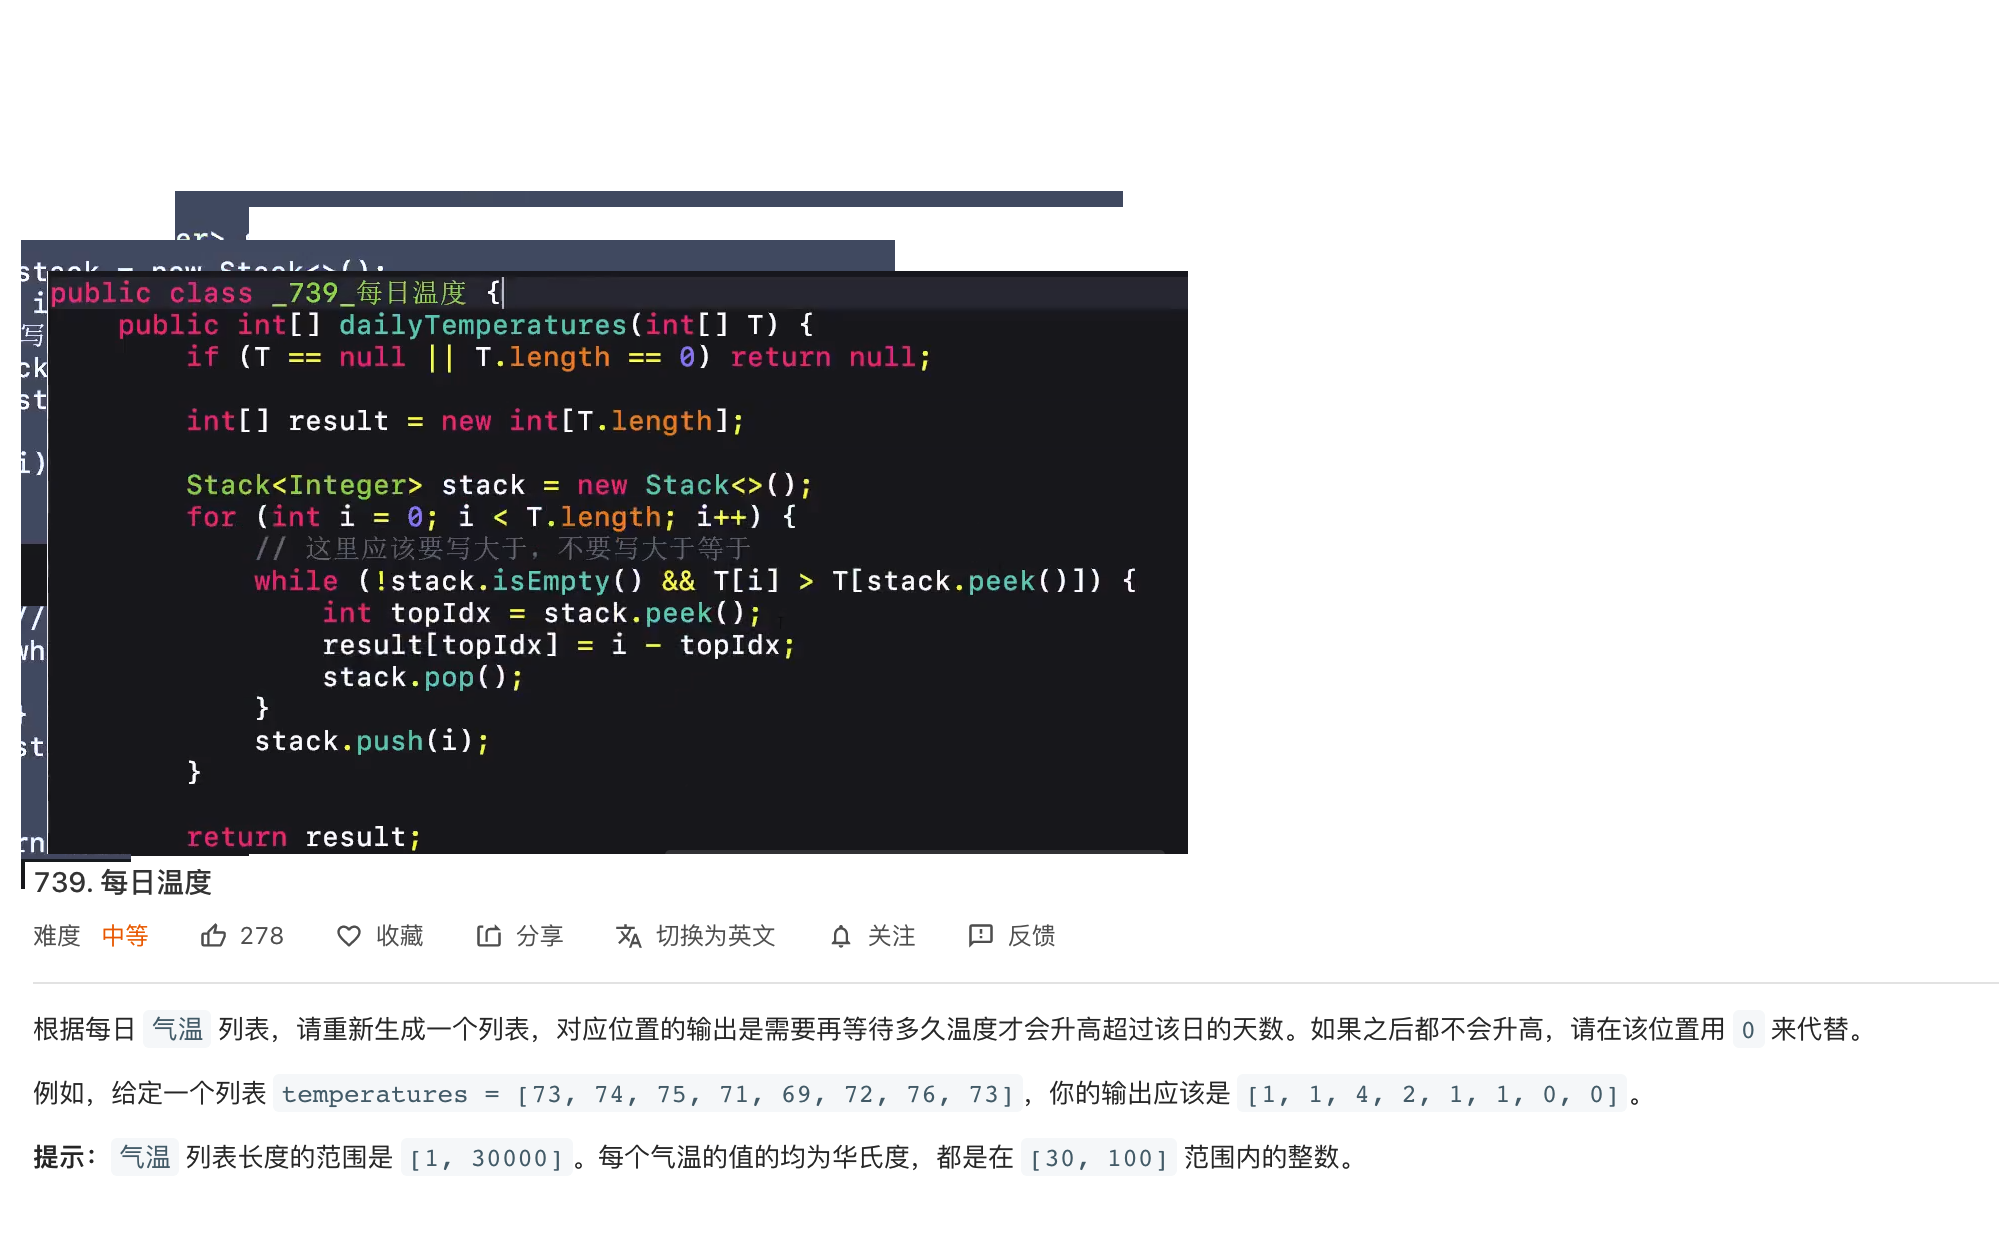 er>
stack = new Stack<>();
i
写
ck
st
i)
//
wh
st
rn
public class _739_每日温度 {
public int[] dailyTemperatures(int[] T) {
if (T == null || T.length == 0) return null;
int[] result = new int[T.length];
Stack<Integer> stack = new Stack<>();
for (int i = 0; i < T.length; i++) {
// 这里应该要写大于，不要写大于等于
while (!stack.isEmpty() && T[i] > T[stack.peek()]) {
int topIdx = stack.peek();
result[topIdx] = i - topIdx;
stack.pop();
}
stack.push(i);
}
return result;
739. 每日温度
难度 中等 278 收藏 分享 切换为英文 关注 反馈
根据每日 气温 列表，请重新生成一个列表，对应位置的输出是需要再等待多久温度才会升高超过该日的天数。如果之后都不会升高，请在该位置用 0 来代替。
例如，给定一个列表 temperatures = [73, 74, 75, 71, 69, 72, 76, 73]，你的输出应该是 [1, 1, 4, 2, 1, 1, 0, 0]。
提示：气温 列表长度的范围是 [1, 30000]。每个气温的值的均为华氏度，都是在 [30, 100] 范围内的整数。